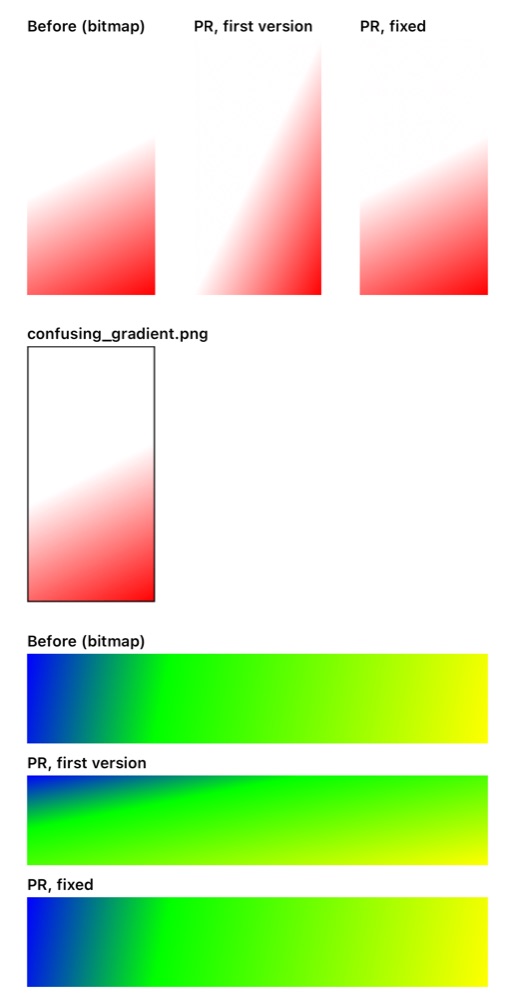 Before (bitmap)
PR, first version
PR, fixed
confusing_gradient.png
Before (bitmap)
PR, first version
PR, fixed